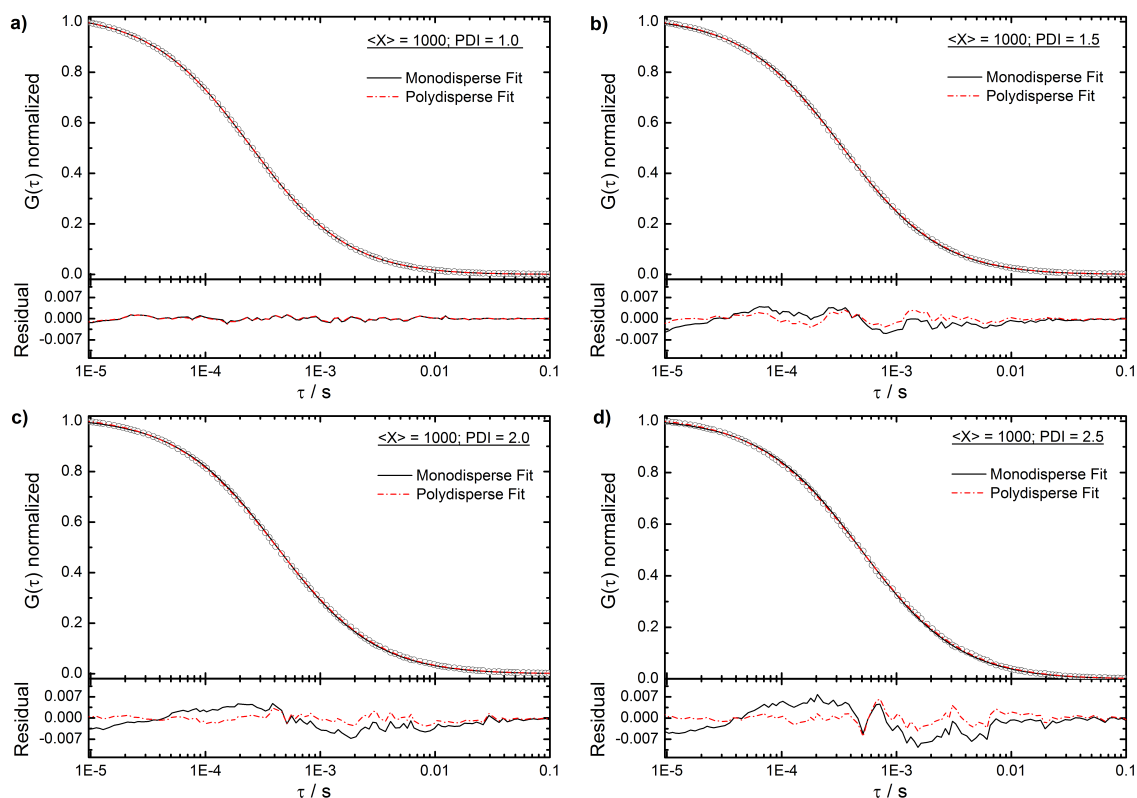 a)
<X> = 1000; PDI = 1.0
Monodisperse Fit
Polydisperse Fit
G(τ) normalized
1.0
0.8
0.6
0.4
0.2
0.0
Residual
0.007
0.000
-0.007
1E-5 1E-4 1E-3 0.01 0.1
τ / s
b)
<X> = 1000; PDI = 1.5
Monodisperse Fit
Polydisperse Fit
G(τ) normalized
1.0
0.8
0.6
0.4
0.2
0.0
Residual
0.007
0.000
-0.007
1E-5 1E-4 1E-3 0.01 0.1
τ / s
c)
<X> = 1000; PDI = 2.0
Monodisperse Fit
Polydisperse Fit
G(τ) normalized
1.0
0.8
0.6
0.4
0.2
0.0
Residual
0.007
0.000
-0.007
1E-5 1E-4 1E-3 0.01 0.1
τ / s
d)
<X> = 1000; PDI = 2.5
Monodisperse Fit
Polydisperse Fit
G(τ) normalized
1.0
0.8
0.6
0.4
0.2
0.0
Residual
0.007
0.000
-0.007
1E-5 1E-4 1E-3 0.01 0.1
τ / s